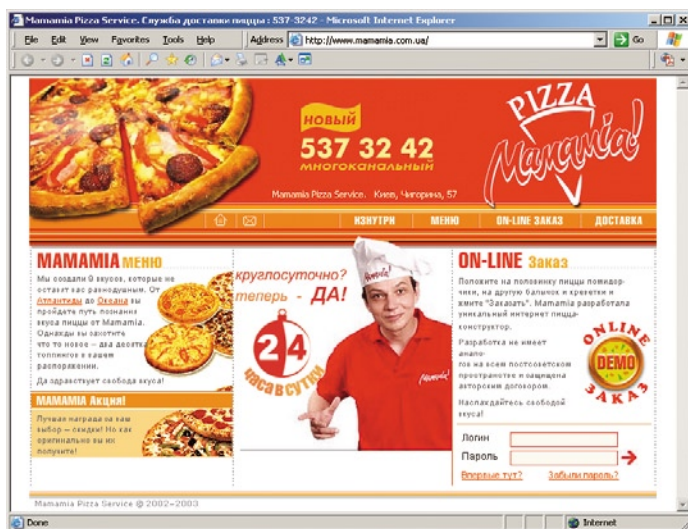 Mamamia Pizza Service. Служба доставки пиццы : 537-3242 - Microsoft Internet Explorer
File Edit View Favorites Tools Help
Address http://www.mamamia.com.ua/ Go
НОВЫЙ
537 32 42
МНОГОКАНАЛЬНЫЙ
Mamamia Pizza Service. Киев, Чигорина, 57
PIZZA
Mamamia!
ИЗНУТРИ МЕНЮ ON-LINE ЗАКАЗ ДОСТАВКА
MAMAMIA МЕНЮ
Мы создали 9 вкусов, которые не
оставят вас равнодушным. От
Атлантиды до Океана вы
пройдете путь познания
вкуса пиццы от Mamamia.
Однажды вы захотите
что то новое – два десятка
топпингов в вашем
распоряжении.
Да здравствует свобода вкуса!
MAMAMIA Акция!
Лучшая награда за ваш
выбор – скидки! Но как
оригинально вы их
получите!
круглосуточно?
теперь - ДА!
24
часа в сутки
Mamamia!
Mamamia!
ON-LINE Заказ
Положите на половинку пиццы помидор-
чики, на другую балычок и креветки и
жмите "Заказать". Mamamia разработала
уникальный интернет пицца-
конструктор.
Разработка не имеет
анало-
гов на всем постсоветском
пространстве и защищена
авторским договором.
Наслаждайтесь свободой
вкуса!
ONLINE
DEMO
ЗАКАЗ
Логин
Пароль
Впервые тут? Забыли пароль?
Mamamia Pizza Service @ 2002-2003
Done Internet